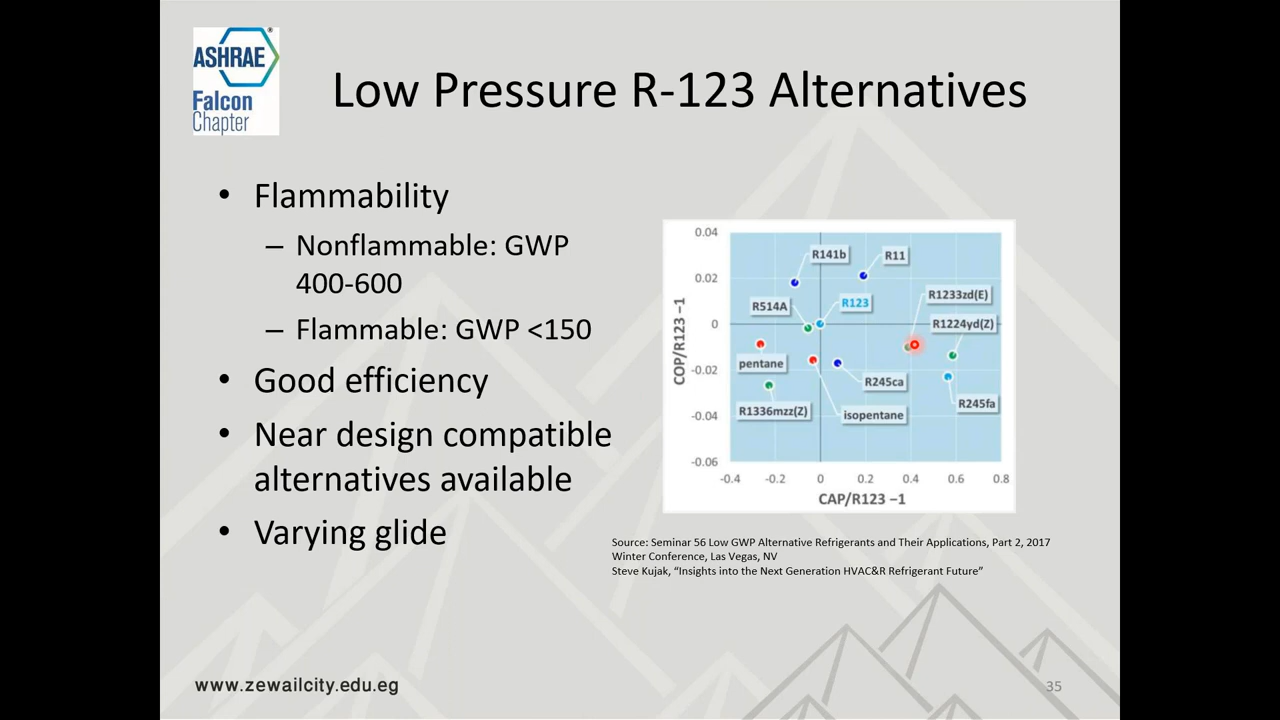 ASHRAE®
Falcon
Chapter
Low Pressure R-123 Alternatives
• Flammability
– Nonflammable: GWP
400-600
– Flammable: GWP <150
• Good efficiency
• Near design compatible
alternatives available
• Varying glide
0.04
0.02
0
-0.02
-0.04
-0.06
COP/R123 –1
R141b
R11
R514A
R123
R1233zd(E)
R1224yd(Z)
pentane
R245ca
R1336mzz(Z)
isopentane
R245fa
-0.4 -0.2 0 0.2 0.4 0.6 0.8
CAP/R123 –1
Source: Seminar 56 Low GWP Alternative Refrigerants and Their Applications, Part 2, 2017
Winter Conference, Las Vegas, NV
Steve Kujak, “Insights into the Next Generation HVAC&R Refrigerant Future”
www.zewailcity.edu.eg
35